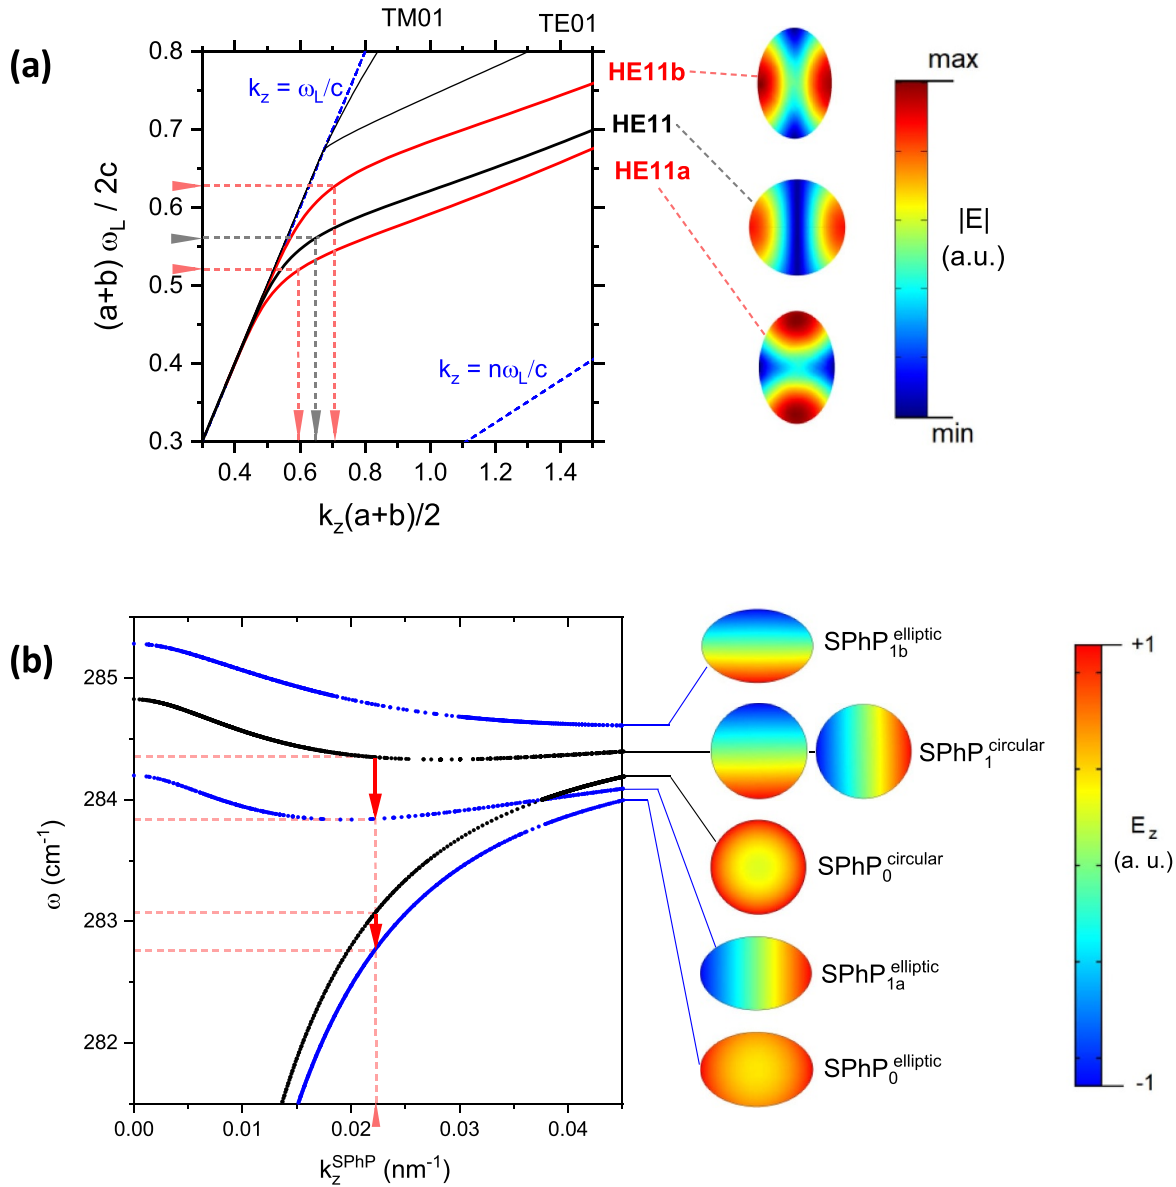 TM01
TE01
(a)
0.8
0.7
0.6
0.5
0.4
0.3
(a+b) ω_L / 2c
k_z = ω_L/c
k_z = nω_L/c
0.4 0.6 0.8 1.0 1.2 1.4
k_z(a+b)/2
HE11b
HE11
HE11a
max
|E|
(a.u.)
min
(b)
285
284
283
282
ω (cm⁻¹)
0.00 0.01 0.02 0.03 0.04
k_z^SPhP (nm⁻¹)
SPhP_1b^elliptic
SPhP_1^circular
SPhP_0^circular
SPhP_1a^elliptic
SPhP_0^elliptic
+1
E_z
(a. u.)
-1